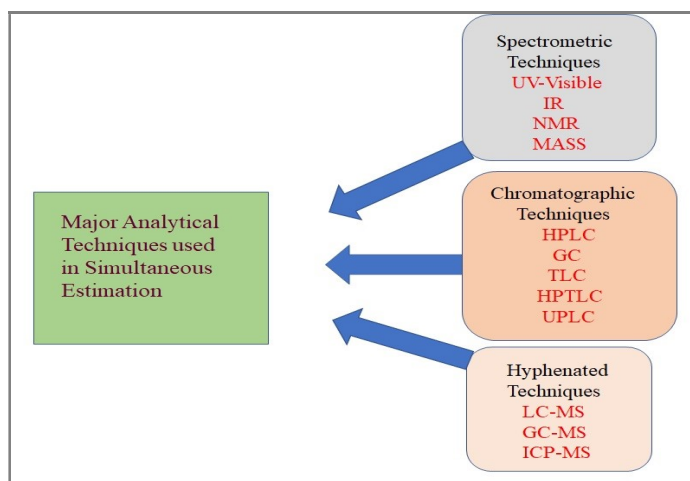 Major Analytical
Techniques used
in Simultaneous
Estimation
Spectrometric
Techniques
UV-Visible
IR
NMR
MASS
Chromatographic
Techniques
HPLC
GC
TLC
HPTLC
UPLC
Hyphenated
Techniques
LC-MS
GC-MS
ICP-MS